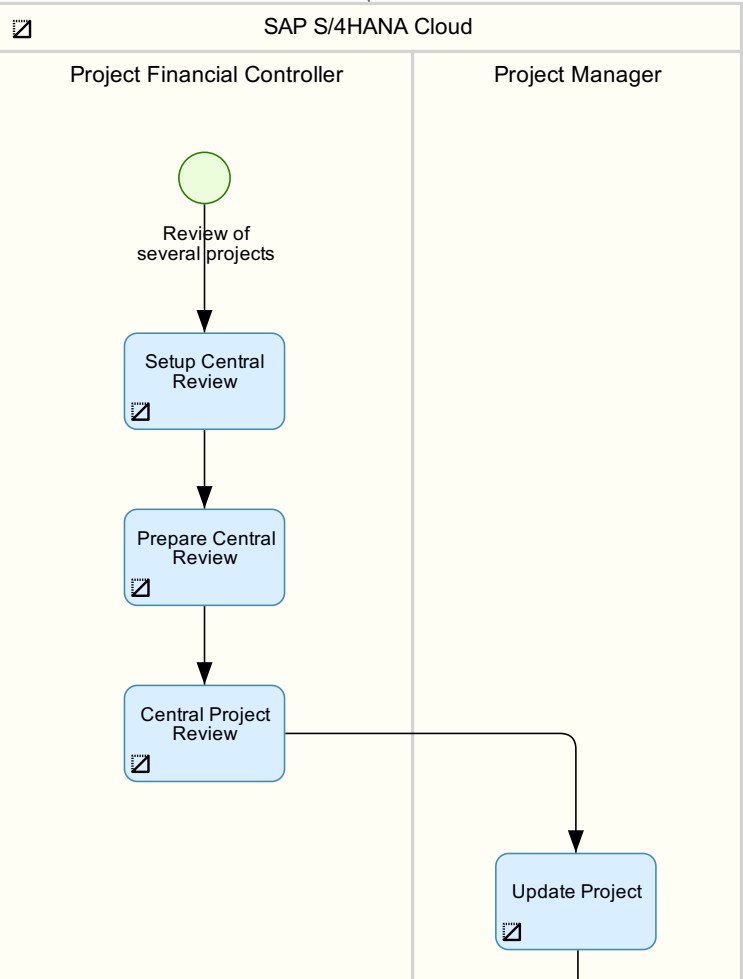 SAP S/4HANA Cloud
Project Financial Controller
Project Manager
Review of
several projects
Setup Central
Review
Prepare Central
Review
Central Project
Review
Update Project